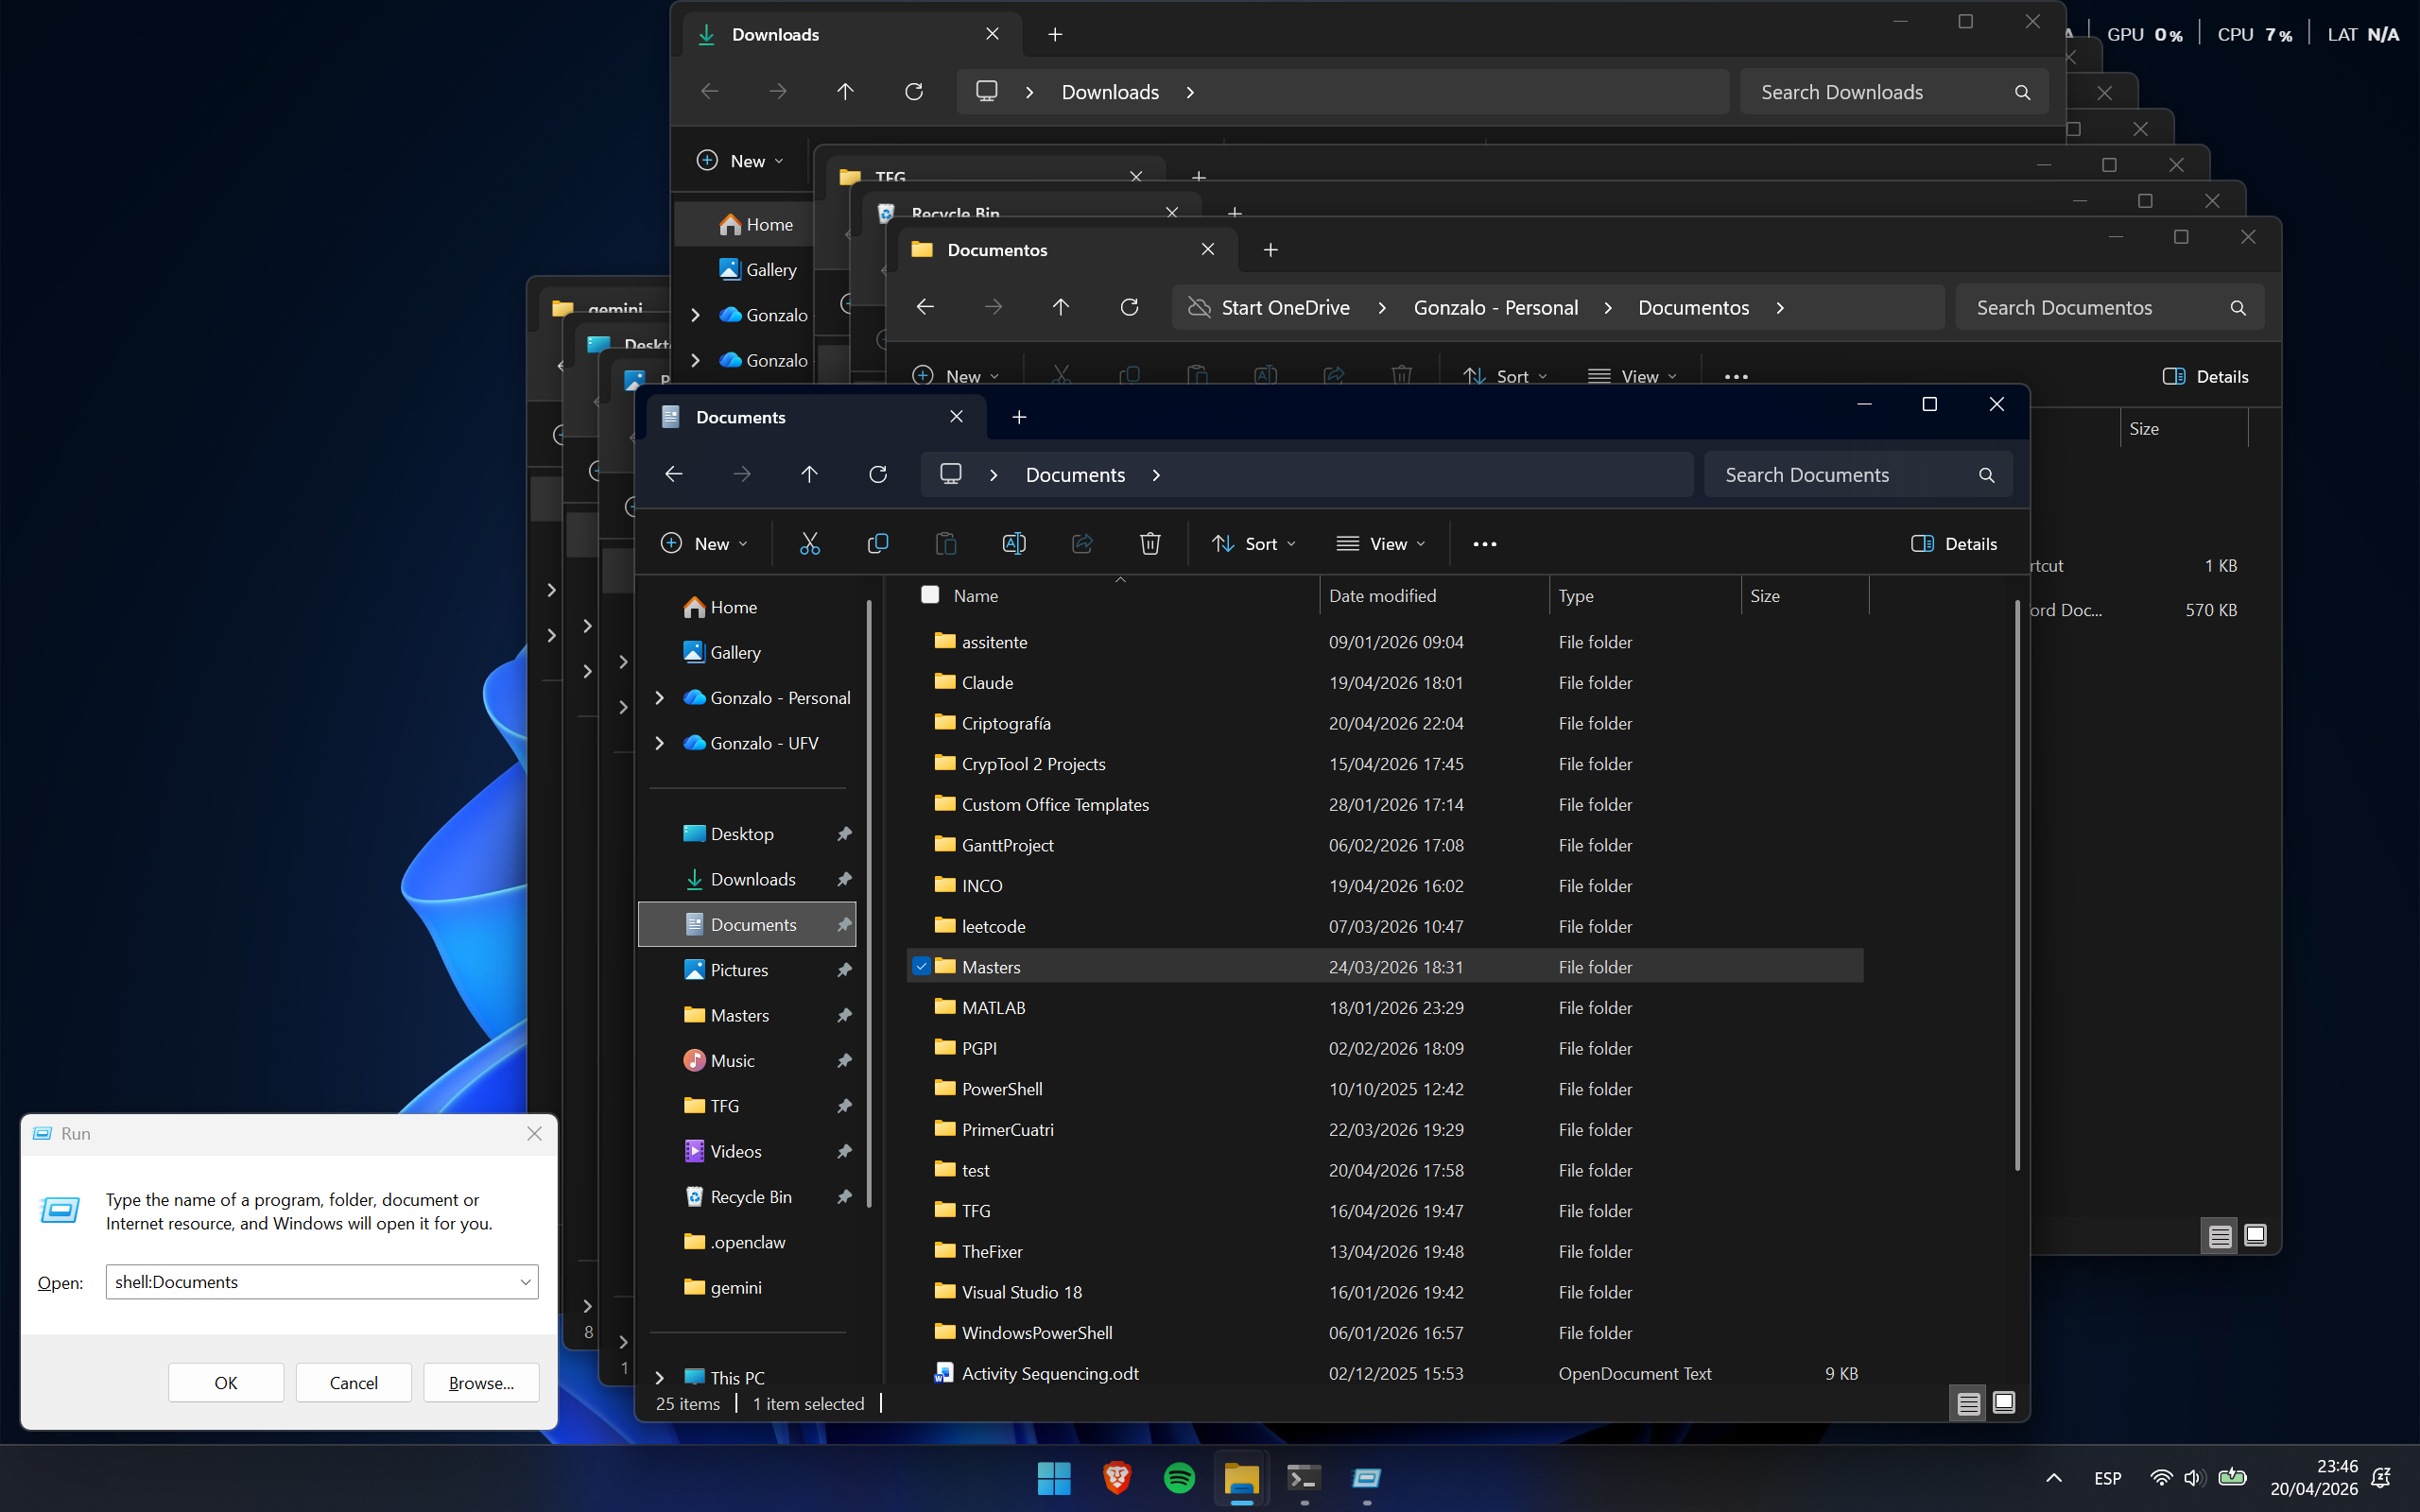 Downloads
GPU 0%
CPU 7%
LAT N/A
Downloads
Search Downloads
New
TFG
Home
Recycle Bin
Gallery
Documentos
gemini
Gonzalo
Start OneDrive
Gonzalo - Personal
Documentos
Search Documentos
Gonzalo
New
Sort
View
Details
Documents
Size
Documents
Search Documents
New
Sort
View
Details
Name
Date modified
Type
Size
1 KB
570 KB
Home
Gallery
Gonzalo - Personal
Gonzalo - UFV
Desktop
Downloads
Documents
Pictures
Masters
Music
TFG
Videos
Recycle Bin
.openclaw
gemini
This PC
assitente 09/01/2026 09:04 File folder
Claude 19/04/2026 18:01 File folder
Criptografía 20/04/2026 22:04 File folder
CrypTool 2 Projects 15/04/2026 17:45 File folder
Custom Office Templates 28/01/2026 17:14 File folder
GanttProject 06/02/2026 17:08 File folder
INCO 19/04/2026 16:02 File folder
leetcode 07/03/2026 10:47 File folder
Masters 24/03/2026 18:31 File folder
MATLAB 18/01/2026 23:29 File folder
PGPI 02/02/2026 18:09 File folder
PowerShell 10/10/2025 12:42 File folder
PrimerCuatri 22/03/2026 19:29 File folder
test 20/04/2026 17:58 File folder
TFG 16/04/2026 19:47 File folder
TheFixer 13/04/2026 19:48 File folder
Visual Studio 18 16/01/2026 19:42 File folder
WindowsPowerShell 06/01/2026 16:57 File folder
Activity Sequencing.odt 02/12/2025 15:53 OpenDocument Text 9 KB
25 items
1 item selected
8
1
Run
Type the name of a program, folder, document or
Internet resource, and Windows will open it for you.
Open:
shell:Documents
OK
Cancel
Browse...
ESP
23:46
20/04/2026